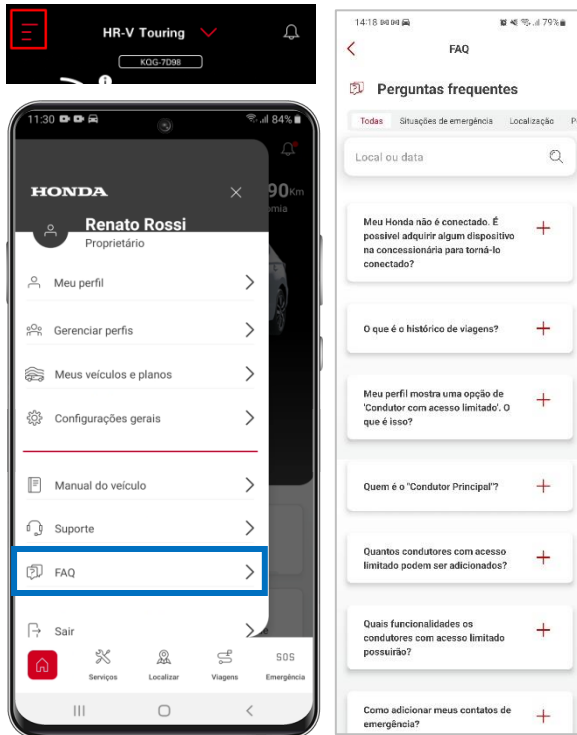 HR-V Touring
KQG-7D98
11:30
84%
90Km
mia
HONDA
Renato Rossi
Proprietário
Meu perfil
Gerenciar perfis
Meus veículos e planos
Configurações gerais
Manual do veículo
Suporte
FAQ
Sair
Serviços
Localizar
Viagens
SOS
Emergência
14:18
79%
FAQ
Perguntas frequentes
Todas Situações de emergência Localização P
Local ou data
Meu Honda não é conectado. É
possivel adquirir algum dispositivo
na concessionária para torná-lo
conectado?
O que é o histórico de viagens?
Meu perfil mostra uma opção de
'Condutor com acesso limitado'. O
que é isso?
Quem é o "Condutor Principal"?
Quantos condutores com acesso
limitado podem ser adicionados?
Quais funcionalidades os
condutores com acesso limitado
possuirão?
Como adicionar meus contatos de
emergência?